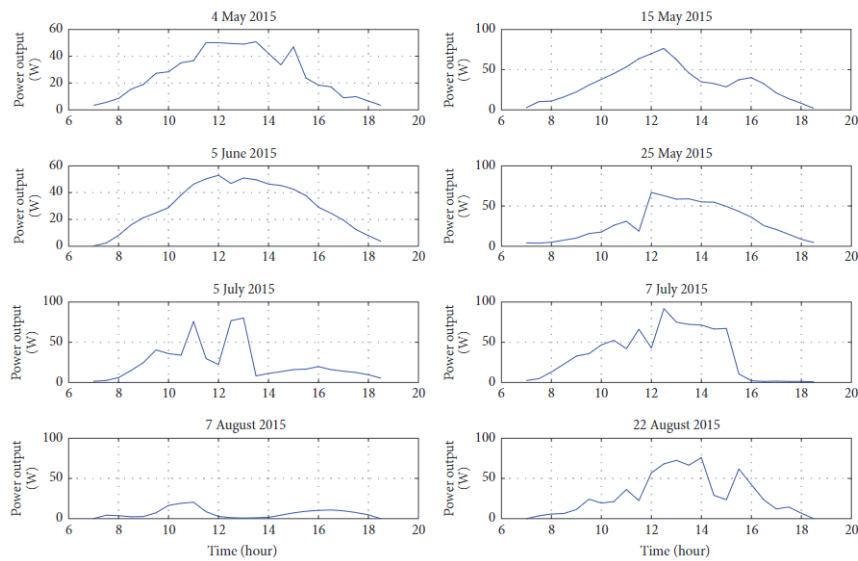 4 May 2015
Power output
(W)
60
40
20
0
6 8 10 12 14 16 18 20
15 May 2015
Power output
(W)
100
50
0
6 8 10 12 14 16 18 20
5 June 2015
Power output
(W)
60
40
20
0
6 8 10 12 14 16 18 20
25 May 2015
Power output
(W)
100
50
0
6 8 10 12 14 16 18 20
5 July 2015
Power output
(W)
100
50
0
6 8 10 12 14 16 18 20
7 July 2015
Power output
(W)
100
50
0
6 8 10 12 14 16 18 20
7 August 2015
Power output
(W)
100
50
0
6 8 10 12 14 16 18 20
Time (hour)
22 August 2015
Power output
(W)
100
50
0
6 8 10 12 14 16 18 20
Time (hour)